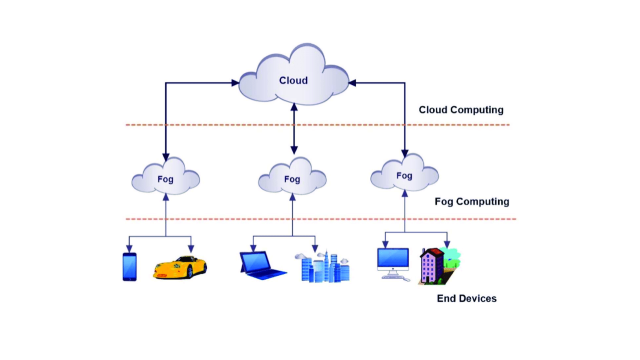 Cloud
Cloud Computing
Fog
Fog
Fog
Fog Computing
End Devices